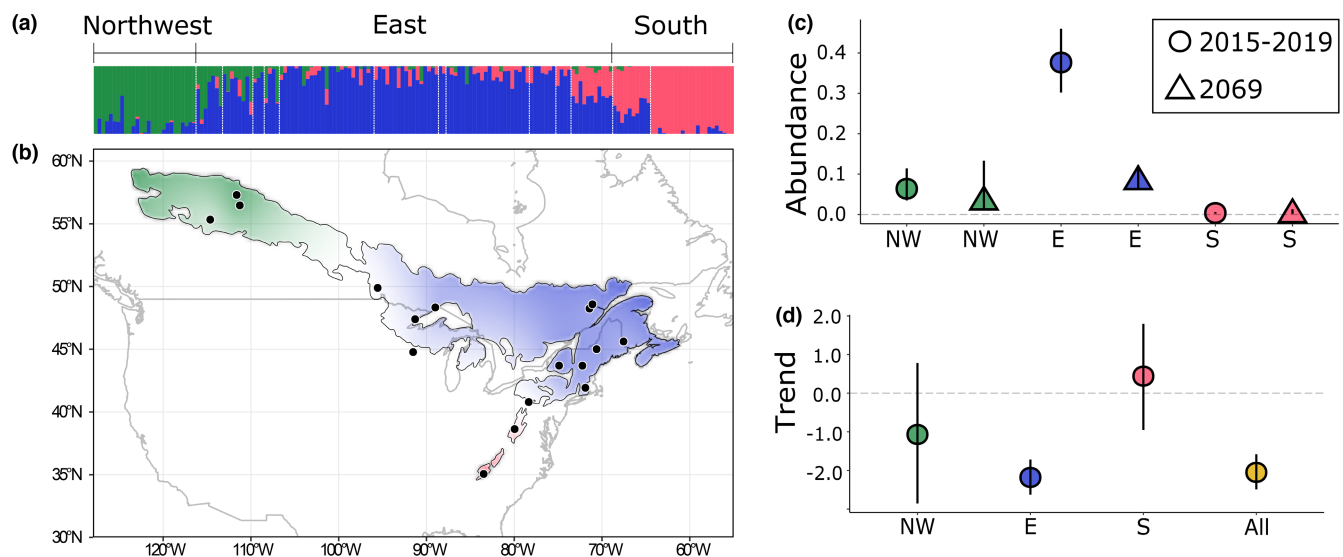 (a)
Northwest East South
(b)
60°N
55°N
50°N
45°N
40°N
35°N
30°N
120°W 110°W 100°W 90°W 80°W 70°W 60°W
(c)
Abundance
0.4
0.3
0.2
0.1
0.0
NW NW E E S S
2015-2019
2069
(d)
Trend
2.0
1.0
0.0
-1.0
-2.0
NW E S All